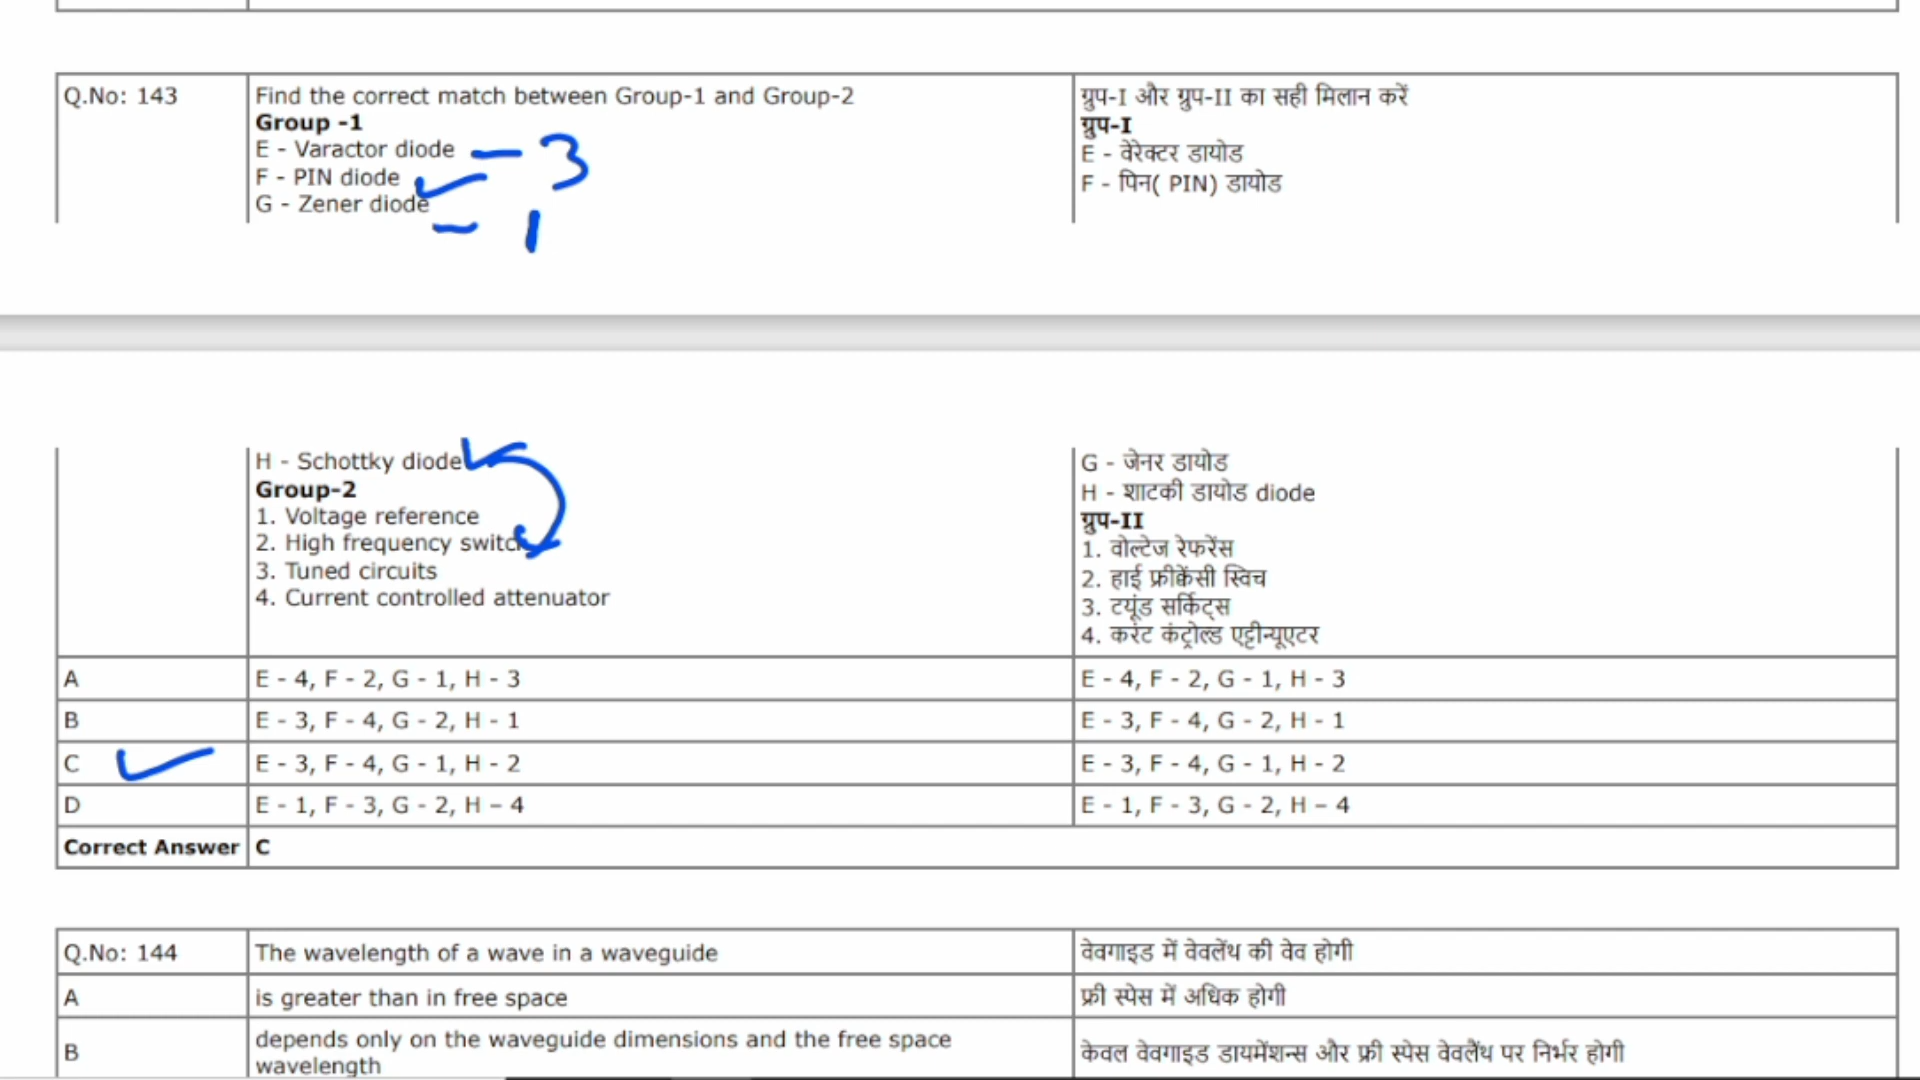 Q.No: 143
Find the correct match between Group-1 and Group-2
Group -1
E - Varactor diode - 3
F - PIN diode
G - Zener diode - 1
ग्रुप-I और ग्रुप-II का सही मिलान करें
ग्रुप-I
E - वेरेक्टर डायोड
F - पिन( PIN) डायोड
H - Schottky diode
Group-2
1. Voltage reference
2. High frequency switch
3. Tuned circuits
4. Current controlled attenuator
G - जेनर डायोड
H - शाटकी डायोड diode
ग्रुप-II
1. वोल्टेज रेफरेंस
2. हाई फ्रीक्वेंसी स्विच
3. टयूंड सर्किट्स
4. करंट कंट्रोल्ड एट्टीन्यूएटर
A E - 4, F - 2, G - 1, H - 3 E - 4, F - 2, G - 1, H - 3
B E - 3, F - 4, G - 2, H - 1 E - 3, F - 4, G - 2, H - 1
C E - 3, F - 4, G - 1, H - 2 E - 3, F - 4, G - 1, H - 2
D E - 1, F - 3, G - 2, H – 4 E - 1, F - 3, G - 2, H – 4
Correct Answer C
Q.No: 144 The wavelength of a wave in a waveguide वेवगाइड में वेवलेंथ की वेव होगी
A is greater than in free space फ्री स्पेस में अधिक होगी
B depends only on the waveguide dimensions and the free space
wavelength
केवल वेवगाइड डायमेंशन्स और फ्री स्पेस वेवलैंथ पर निर्भर होगी